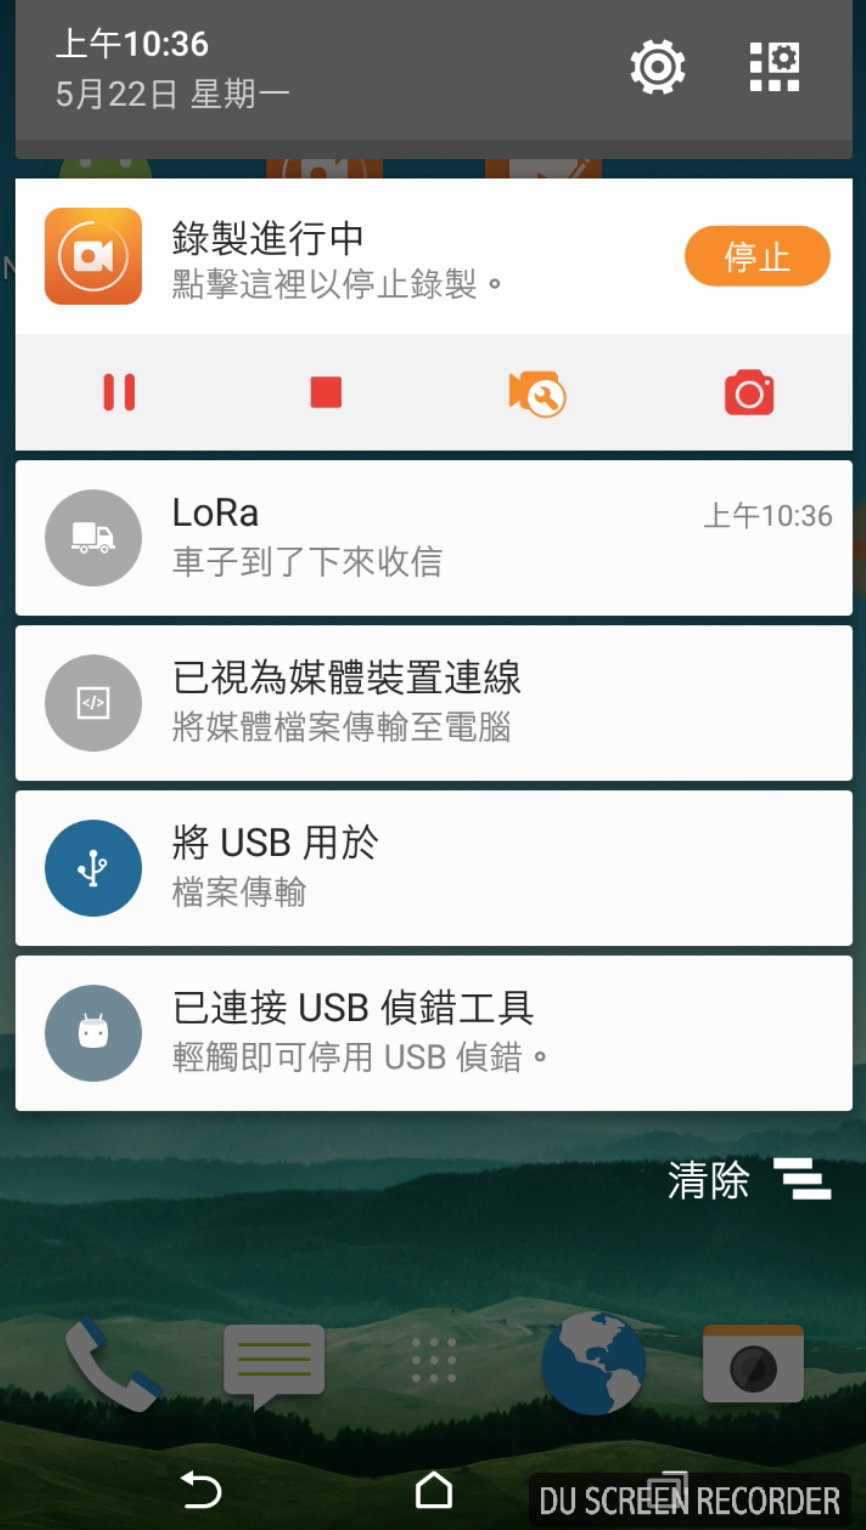 上午10:36
5月22日 星期一
錄製進行中
點擊這裡以停止錄製。
停止
LoRa
上午10:36
車子到了下來收信
已視為媒體裝置連線
將媒體檔案傳輸至電腦
將 USB 用於
檔案傳輸
已連接 USB 偵錯工具
輕觸即可停用 USB 偵錯。
清除
DU SCREEN RECORDER